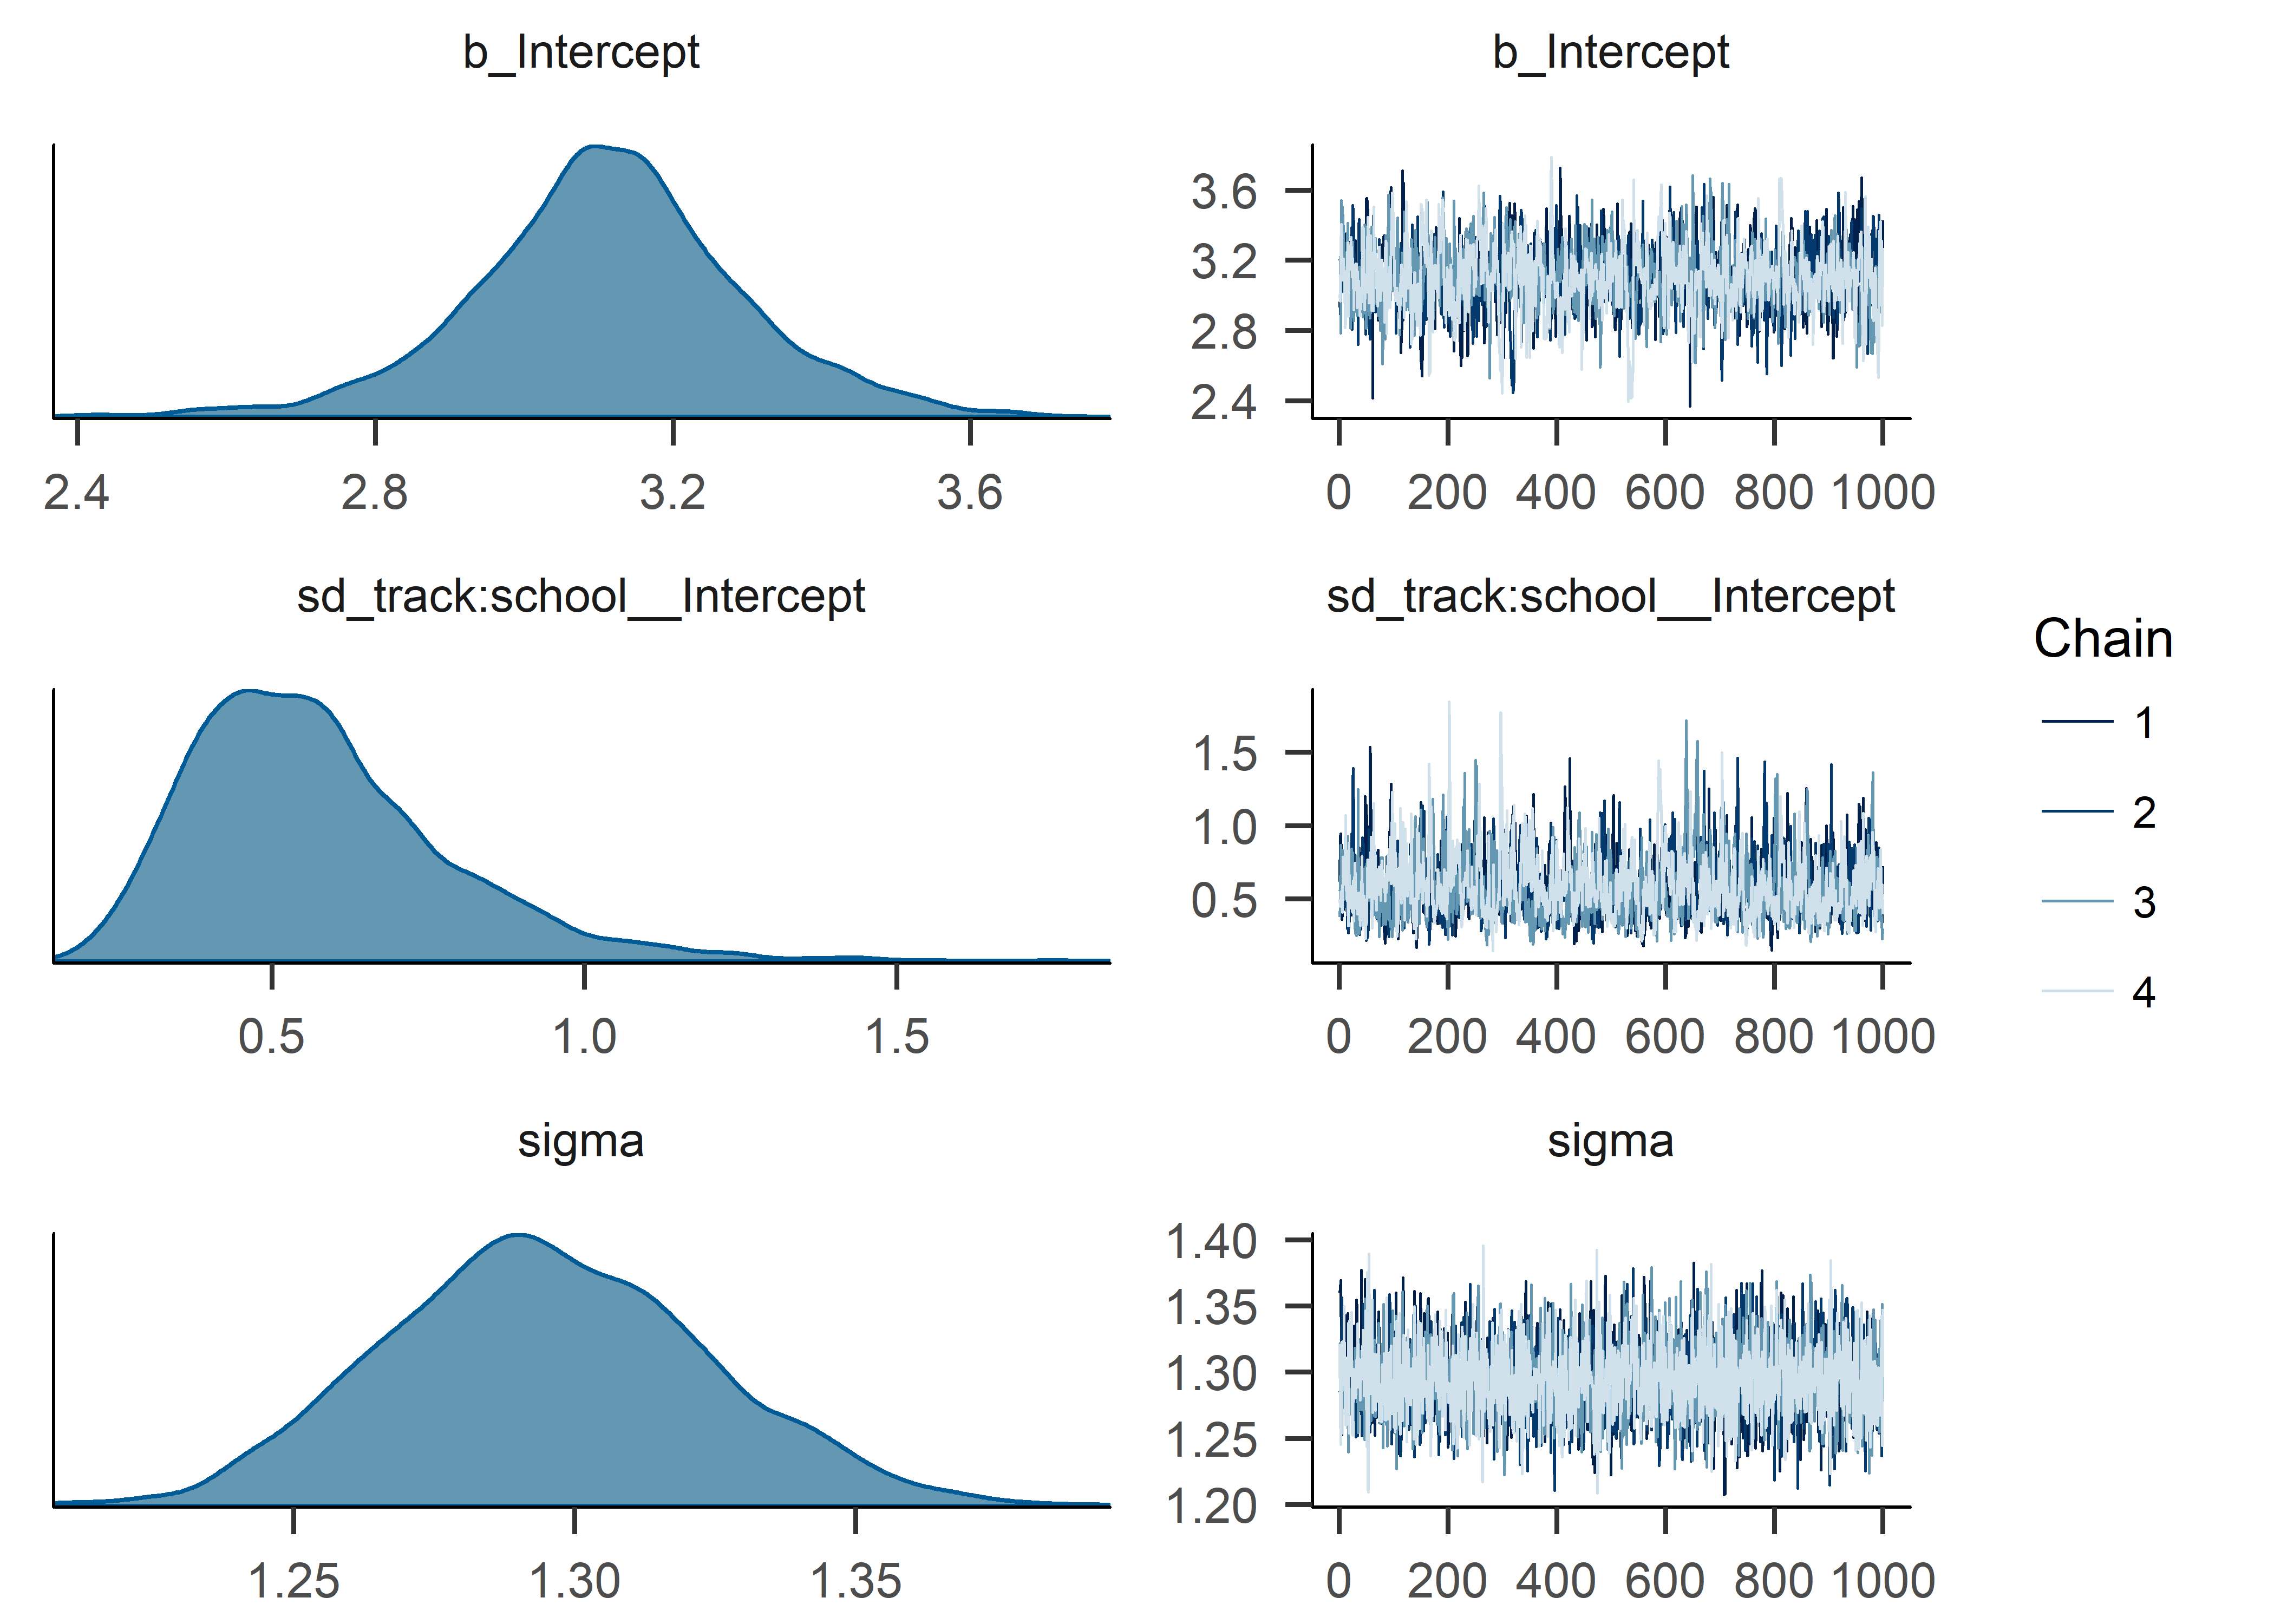 b_Intercept
2.4 2.8 3.2 3.6
b_Intercept
3.6
3.2
2.8
2.4
0 200 400 600 800 1000
sd_track:school__Intercept
0.5 1.0 1.5
sd_track:school__Intercept
1.5
1.0
0.5
0 200 400 600 800 1000
sigma
1.25 1.30 1.35
sigma
1.40
1.35
1.30
1.25
1.20
0 200 400 600 800 1000
Chain
1
2
3
4